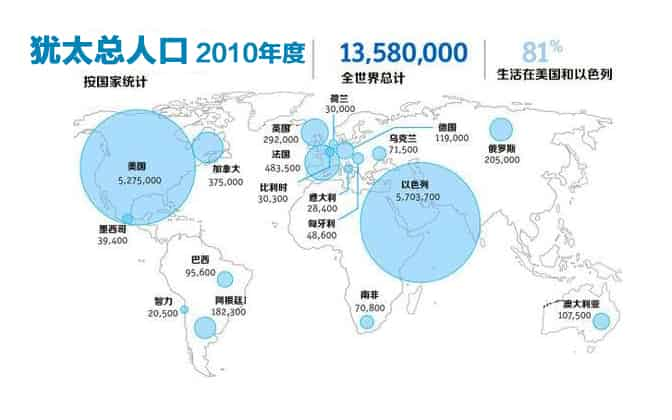 犹太总人口 2010年度
按国家统计
13,580,000
全世界总计
81%
生活在美国和以色列
荷兰
30,000
英国
292,000
乌克兰
71,500
德国
119,000
俄罗斯
205,000
美国
5,275,000
加拿大
375,000
法国
483,500
比利时
30,300
意大利
28,400
匈牙利
48,600
以色列
5,703,700
墨西哥
39,400
巴西
95,600
智力
20,500
阿根廷
182,300
南非
70,800
澳大利亚
107,500